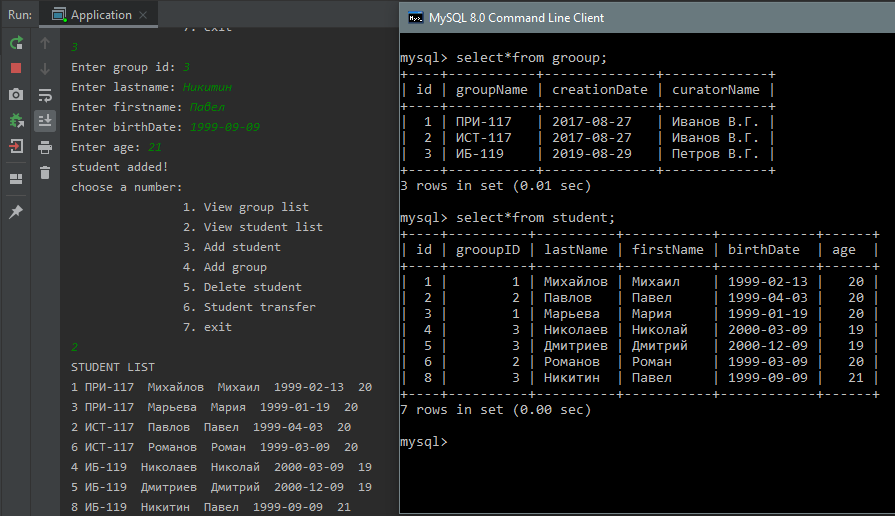 Run: Application ×
7. exit
3
Enter group id: 3
Enter lastname: Никитин
Enter firstname: Павел
Enter birthDate: 1999-09-09
Enter age: 21
student added!
choose a number:
1. View group list
2. View student list
3. Add student
4. Add group
5. Delete student
6. Student transfer
7. exit
2
STUDENT LIST
1 ПРИ-117 Михайлов Михаил 1999-02-13 20
3 ПРИ-117 Марьева Мария 1999-01-19 20
2 ИСТ-117 Павлов Павел 1999-04-03 20
6 ИСТ-117 Романов Роман 1999-03-09 20
4 ИБ-119 Николаев Николай 2000-03-09 19
5 ИБ-119 Дмитриев Дмитрий 2000-12-09 19
8 ИБ-119 Никитин Павел 1999-09-09 21
MySQL 8.0 Command Line Client
mysql> select*from grooup;
+----+-----------+--------------+-------------+
| id | groupName | creationDate | curatorName |
+----+-----------+--------------+-------------+
| 1 | ПРИ-117 | 2017-08-27 | Иванов В.Г. |
| 2 | ИСТ-117 | 2017-08-27 | Иванов В.Г. |
| 3 | ИБ-119 | 2019-08-29 | Петров В.Г. |
+----+-----------+--------------+-------------+
3 rows in set (0.01 sec)
mysql> select*from student;
+----+----------+----------+-----------+------------+------+
| id | grooupID | lastName | firstName | birthDate | age |
+----+----------+----------+-----------+------------+------+
| 1 | 1 | Михайлов | Михаил | 1999-02-13 | 20 |
| 2 | 2 | Павлов | Павел | 1999-04-03 | 20 |
| 3 | 1 | Марьева | Мария | 1999-01-19 | 20 |
| 4 | 3 | Николаев | Николай | 2000-03-09 | 19 |
| 5 | 3 | Дмитриев | Дмитрий | 2000-12-09 | 19 |
| 6 | 2 | Романов | Роман | 1999-03-09 | 20 |
| 8 | 3 | Никитин | Павел | 1999-09-09 | 21 |
+----+----------+----------+-----------+------------+------+
7 rows in set (0.00 sec)
mysql>